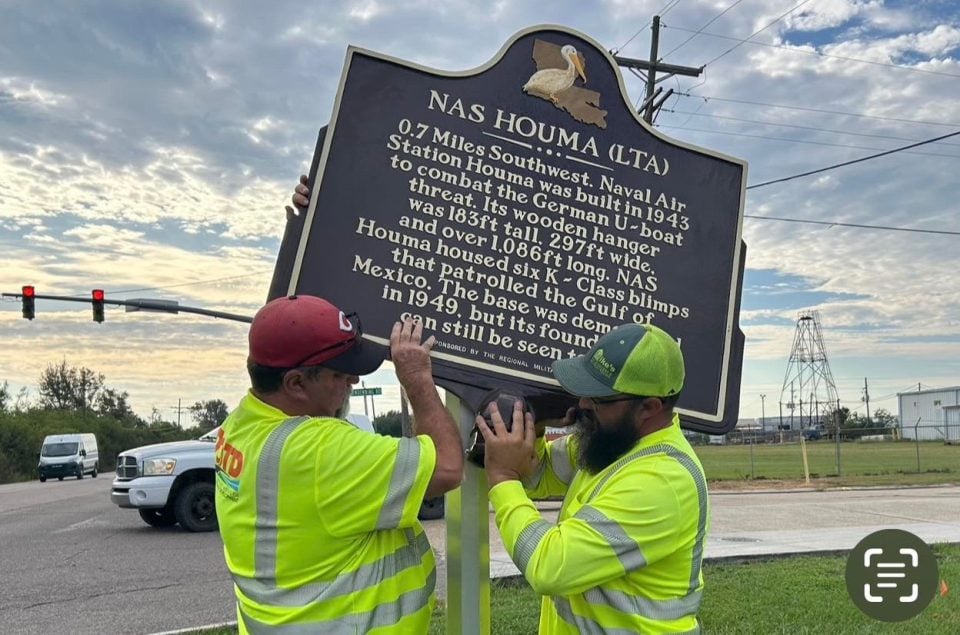 NAS HOUMA (LTA)
0.7 Miles Southwest. Naval Air
Station Houma was built in 1943
to combat the German U-boat
threat. Its wooden hanger
was 183ft tall, 297ft wide,
and over 1,086ft long. NAS
Houma housed six K-Class blimps
that patrolled the Gulf of
Mexico. The base was
in 1949, but its
can still be seen
SPONSORED BY THE REGIONAL
C